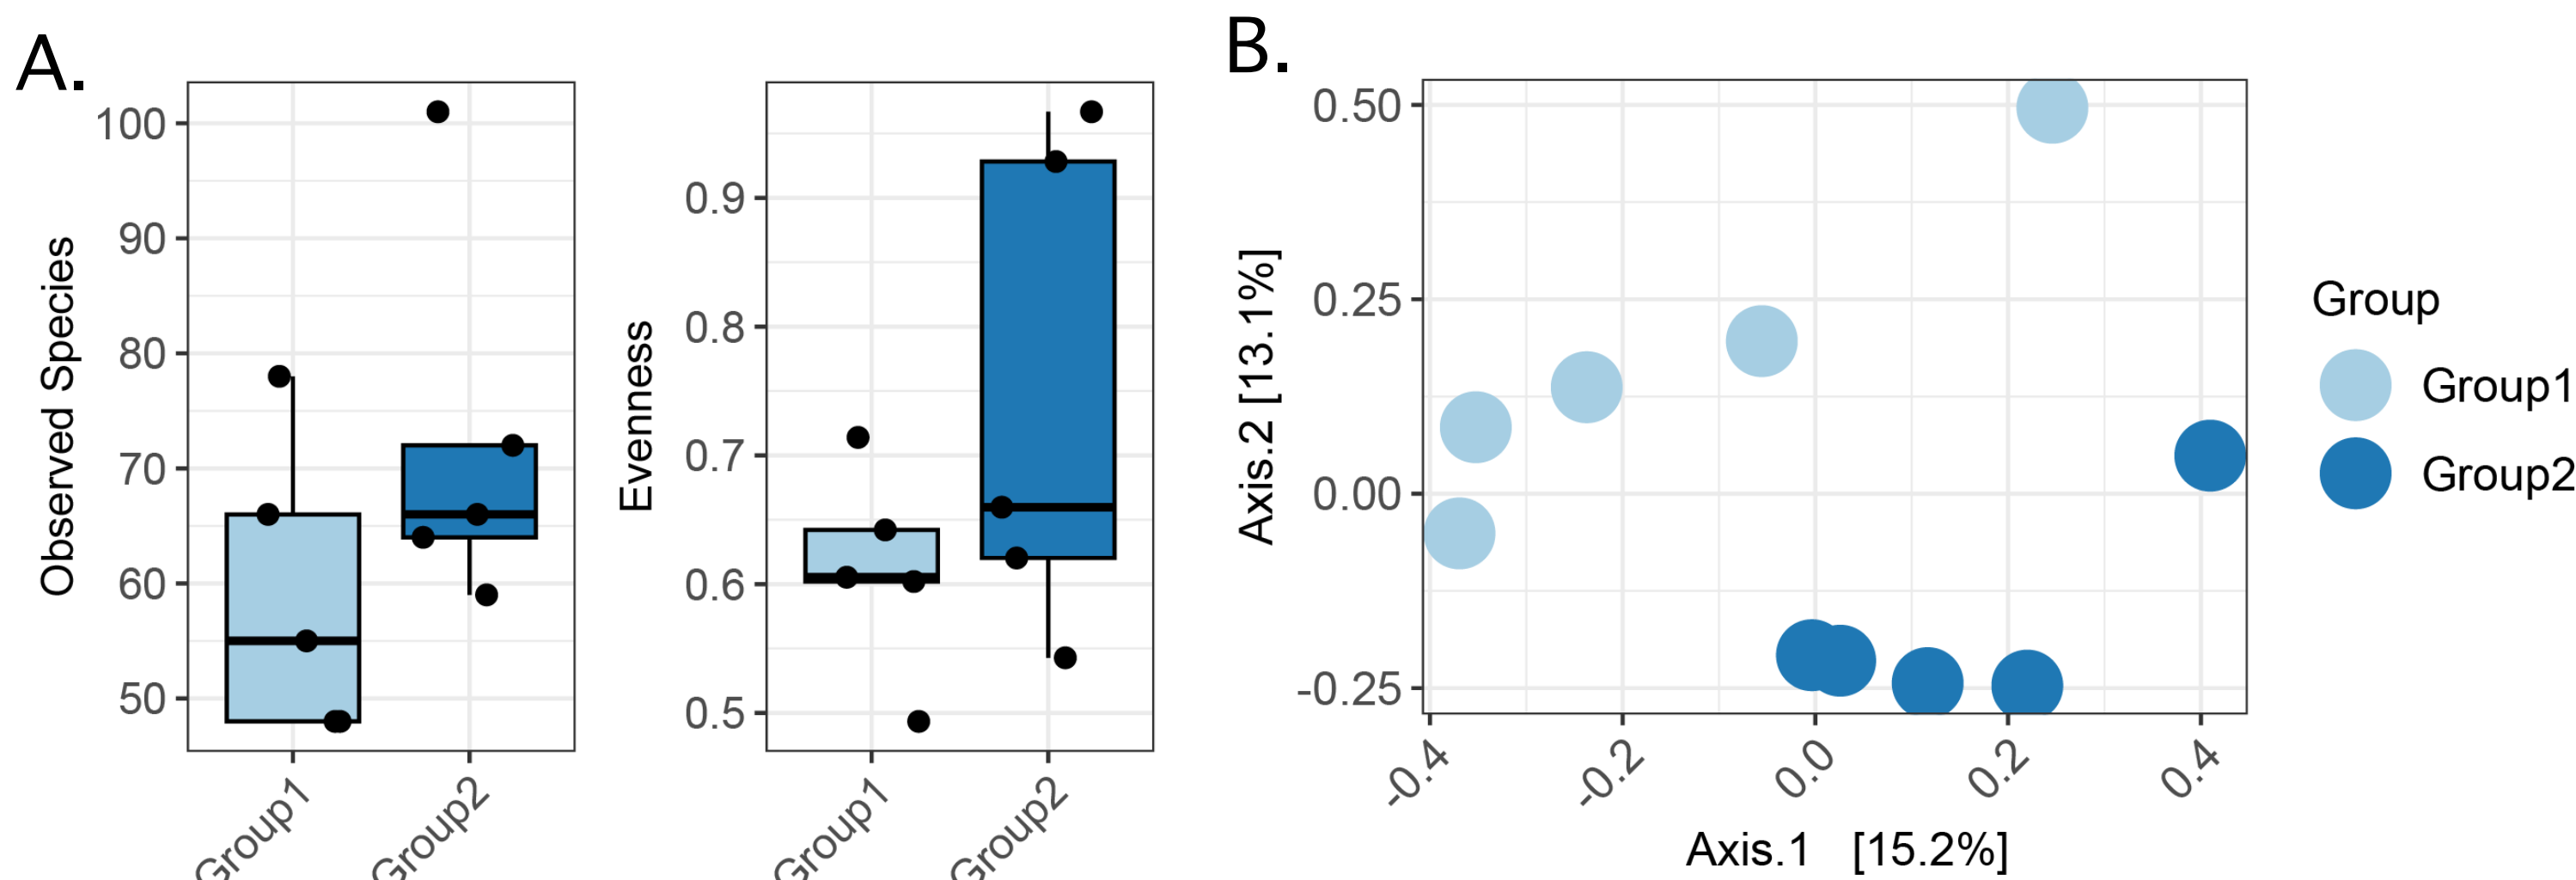 A.
Observed Species
100
90
80
70
60
50
Group1
Group2
Evenness
0.9
0.8
0.7
0.6
0.5
Group1
Group2
B.
Axis.2 [13.1%]
0.50
0.25
0.00
-0.25
-0.4
-0.2
0.0
0.2
0.4
Axis.1 [15.2%]
Group
Group1
Group2